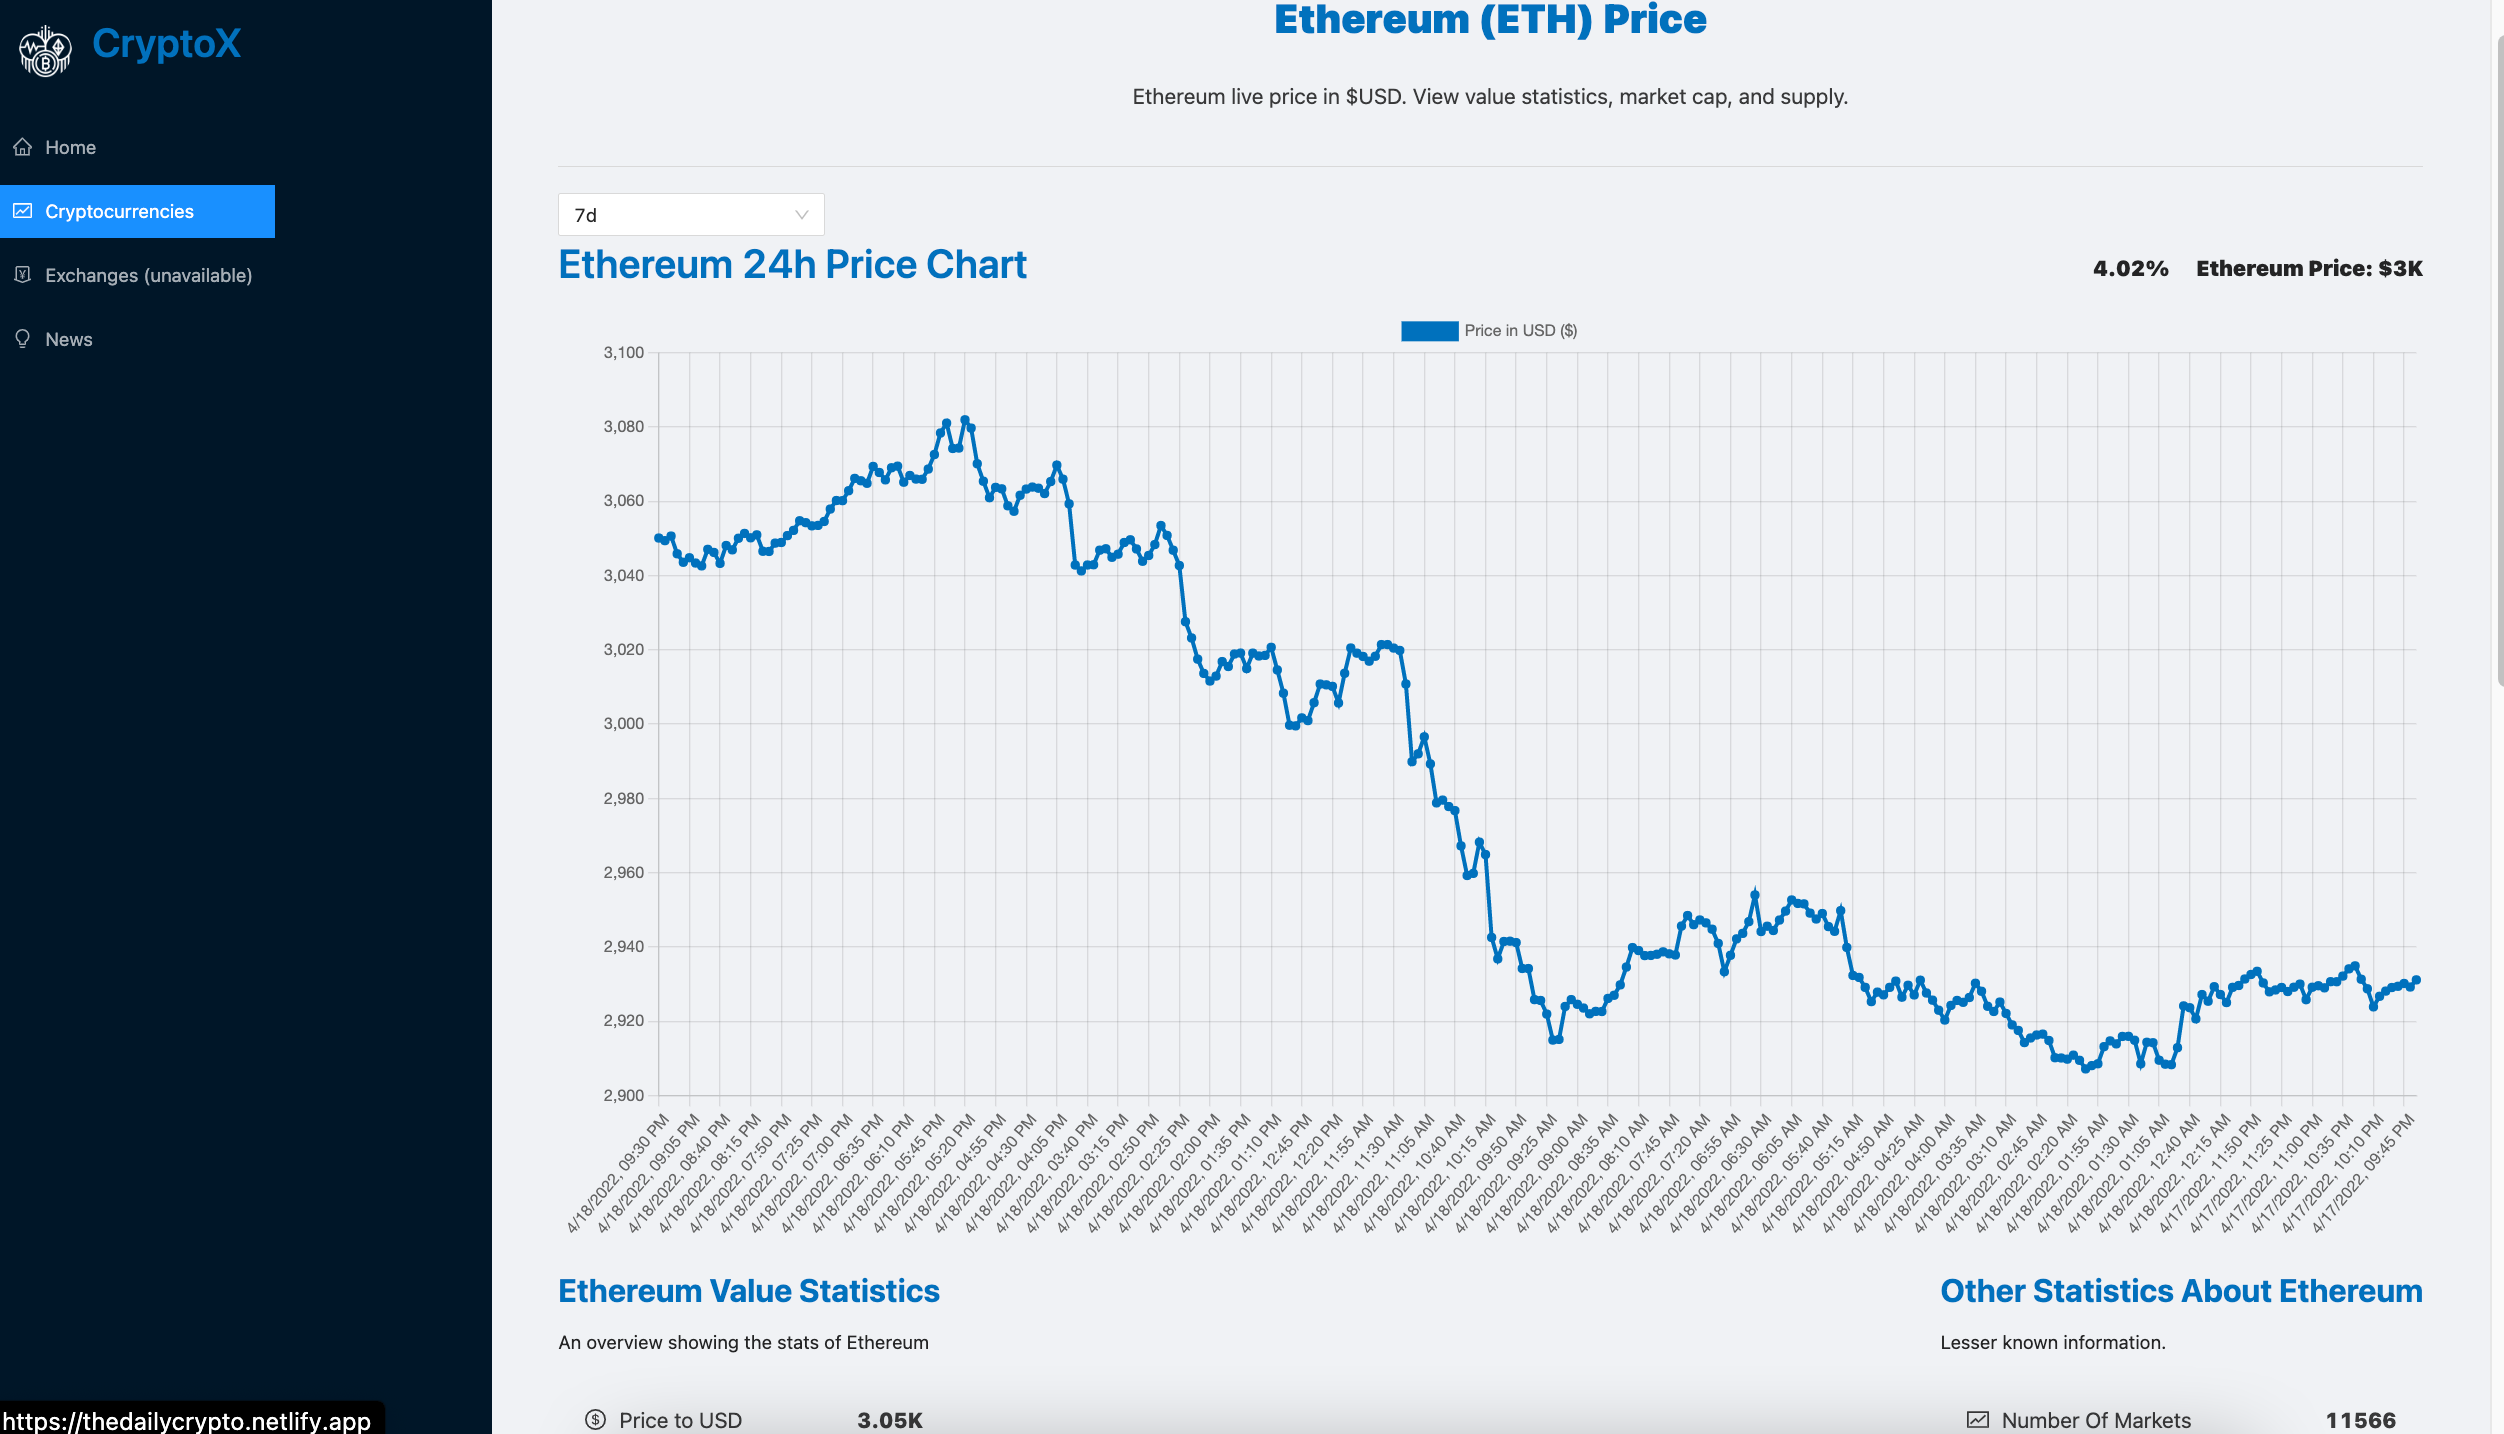 CryptoX
Home
Cryptocurrencies
Exchanges (unavailable)
News
https://thedailycrypto.netlify.app
Ethereum (ETH) Price
Ethereum live price in $USD. View value statistics, market cap, and supply.
7d
Ethereum 24h Price Chart
4.02% Ethereum Price: $3K
Price in USD ($)
3,100
3,080
3,060
3,040
3,020
3,000
2,980
2,960
2,940
2,920
2,900
4/18/2022, 09:30 PM
4/18/2022, 09:05 PM
4/18/2022, 08:40 PM
4/18/2022, 08:15 PM
4/18/2022, 07:50 PM
4/18/2022, 07:25 PM
4/18/2022, 07:00 PM
4/18/2022, 06:35 PM
4/18/2022, 06:10 PM
4/18/2022, 05:45 PM
4/18/2022, 05:20 PM
4/18/2022, 04:55 PM
4/18/2022, 04:30 PM
4/18/2022, 04:05 PM
4/18/2022, 03:40 PM
4/18/2022, 03:15 PM
4/18/2022, 02:50 PM
4/18/2022, 02:25 PM
4/18/2022, 02:00 PM
4/18/2022, 01:35 PM
4/18/2022, 01:10 PM
4/18/2022, 12:45 PM
4/18/2022, 12:20 PM
4/18/2022, 11:55 AM
4/18/2022, 11:30 AM
4/18/2022, 11:05 AM
4/18/2022, 10:40 AM
4/18/2022, 10:15 AM
4/18/2022, 09:50 AM
4/18/2022, 09:25 AM
4/18/2022, 09:00 AM
4/18/2022, 08:35 AM
4/18/2022, 08:10 AM
4/18/2022, 07:45 AM
4/18/2022, 07:20 AM
4/18/2022, 06:55 AM
4/18/2022, 06:30 AM
4/18/2022, 06:05 AM
4/18/2022, 05:40 AM
4/18/2022, 05:15 AM
4/18/2022, 04:50 AM
4/18/2022, 04:25 AM
4/18/2022, 04:00 AM
4/18/2022, 03:35 AM
4/18/2022, 03:10 AM
4/18/2022, 02:45 AM
4/18/2022, 02:20 AM
4/18/2022, 01:55 AM
4/18/2022, 01:30 AM
4/18/2022, 01:05 AM
4/18/2022, 12:40 AM
4/18/2022, 12:15 AM
4/17/2022, 11:50 PM
4/17/2022, 11:25 PM
4/17/2022, 11:00 PM
4/17/2022, 10:35 PM
4/17/2022, 10:10 PM
4/17/2022, 09:45 PM
Ethereum Value Statistics
An overview showing the stats of Ethereum
Price to USD 3.05K
Other Statistics About Ethereum
Lesser known information.
Number Of Markets 11566